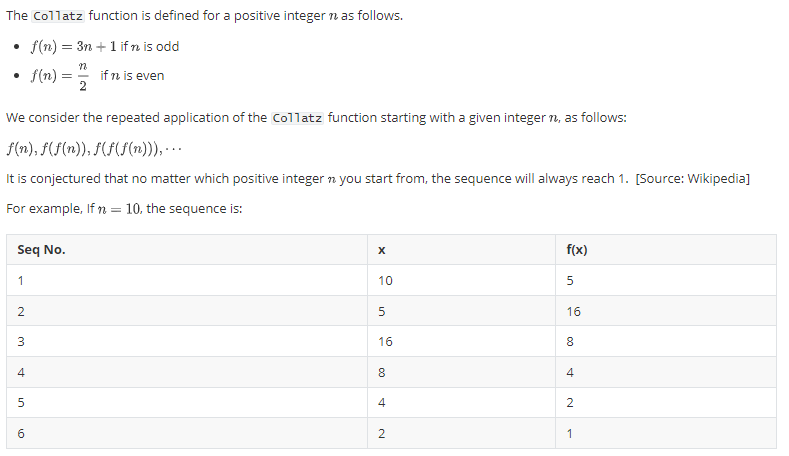 The Collatz function is defined for a positive integer n as follows.
• f(n) = 3n + 1 if n is odd
• f(n) = n/2 if n is even
We consider the repeated application of the Collatz function starting with a given integer n, as follows:
f(n), f(f(n)), f(f(f(n))), ⋯
It is conjectured that no matter which positive integer n you start from, the sequence will always reach 1. [Source: Wikipedia]
For example, If n = 10, the sequence is:
Seq No. x f(x)
1 10 5
2 5 16
3 16 8
4 8 4
5 4 2
6 2 1